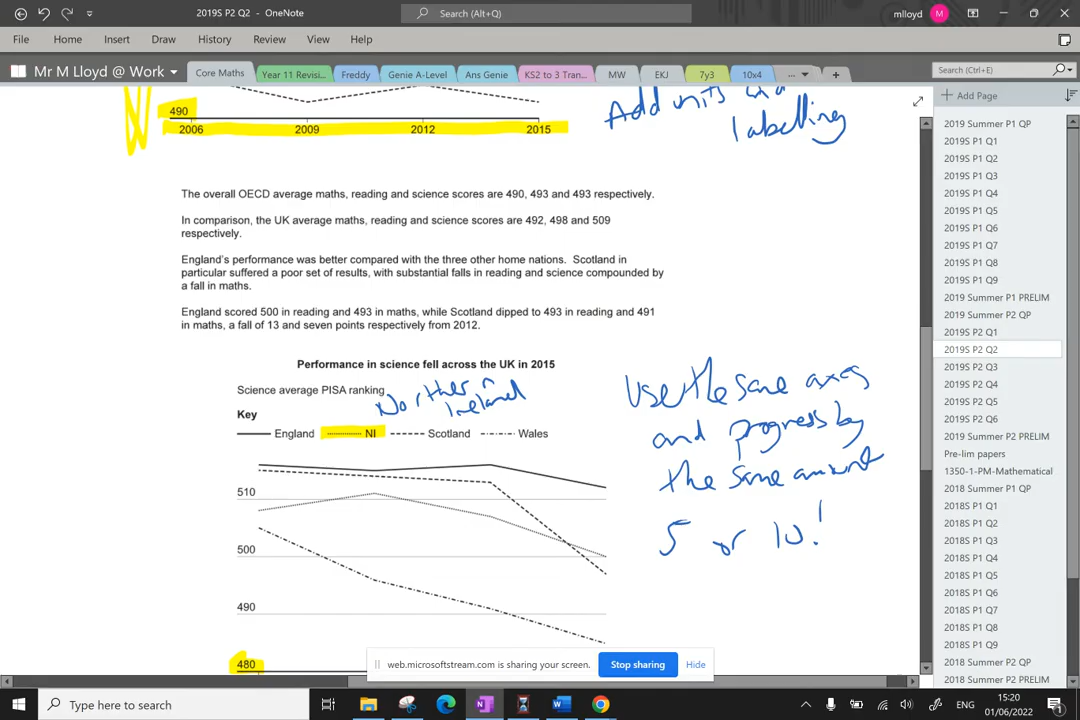 2019S P2 Q2 - OneNote
Search (Alt+Q)
mlloyd
M
File
Home
Insert
Draw
History
Review
View
Help
Mr M Lloyd @ Work
Core Maths
Year 11 Revisi...
Freddy
Genie A-Level
Ans Genie
KS2 to 3 Tran...
MW
EKJ
7y3
10x4
...
Search (Ctrl+E)
Add Page
2019 Summer P1 QP
2019S P1 Q1
2019S P1 Q2
2019S P1 Q3
2019S P1 Q4
2019S P1 Q5
2019S P1 Q6
2019S P1 Q7
2019S P1 Q8
2019S P1 Q9
2019 Summer P1 PRELIM
2019 Summer P2 QP
2019S P2 Q1
2019S P2 Q2
2019S P2 Q3
2019S P2 Q4
2019S P2 Q5
2019S P2 Q6
2019 Summer P2 PRELIM
Pre-lim papers
1350-1-PM-Mathematical
2018 Summer P1 QP
2018S P1 Q1
2018S P1 Q2
2018S P1 Q3
2018S P1 Q4
2018S P1 Q5
2018S P1 Q6
2018S P1 Q7
2018S P1 Q8
2018S P1 Q9
2018 Summer P2 QP
2018 Summer P2 PRELIM
490
2006 2009 2012 2015
Add units
labelling
The overall OECD average maths, reading and science scores are 490, 493 and 493 respectively.
In comparison, the UK average maths, reading and science scores are 492, 498 and 509
respectively.
England's performance was better compared with the three other home nations. Scotland in
particular suffered a poor set of results, with substantial falls in reading and science compounded by
a fall in maths.
England scored 500 in reading and 493 in maths, while Scotland dipped to 493 in reading and 491
in maths, a fall of 13 and seven points respectively from 2012.
Performance in science fell across the UK in 2015
Science average PISA ranking
Northern
Ireland
Key
England NI Scotland Wales
510
500
490
480
Use the same axes
and progress by
the same amount
5 or 10!
web.microsoftstream.com is sharing your screen.
Stop sharing
Hide
Type here to search
ENG
15:20
01/06/2022